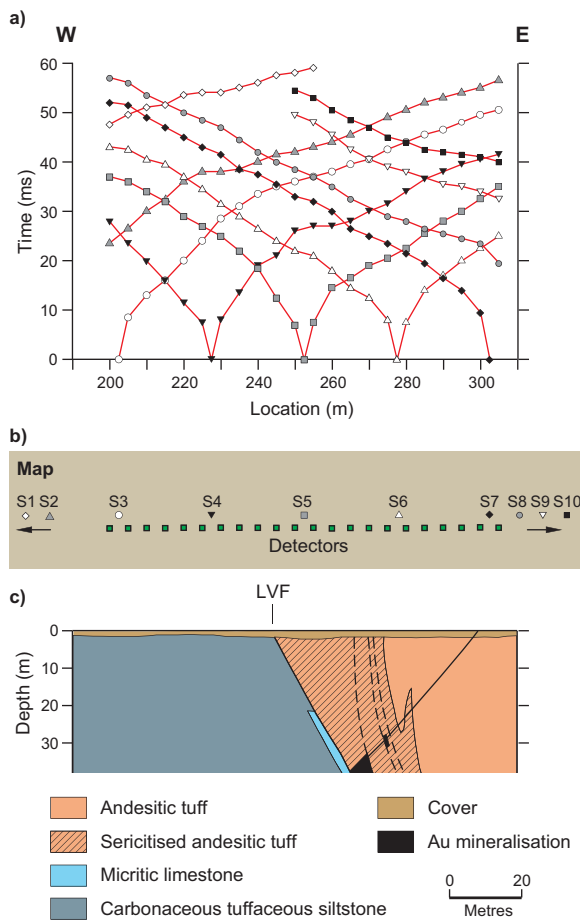 a)
W E
60
50
40
30
20
10
0
Time (ms)
200 220 240 260 280 300
Location (m)
b)
Map
S1 S2 S3 S4 S5 S6 S7 S8 S9 S10
Detectors
c)
LVF
0
10
20
30
Depth (m)
Andesitic tuff
Sericitised andesitic tuff
Micritic limestone
Carbonaceous tuffaceous siltstone
Cover
Au mineralisation
0 20
Metres